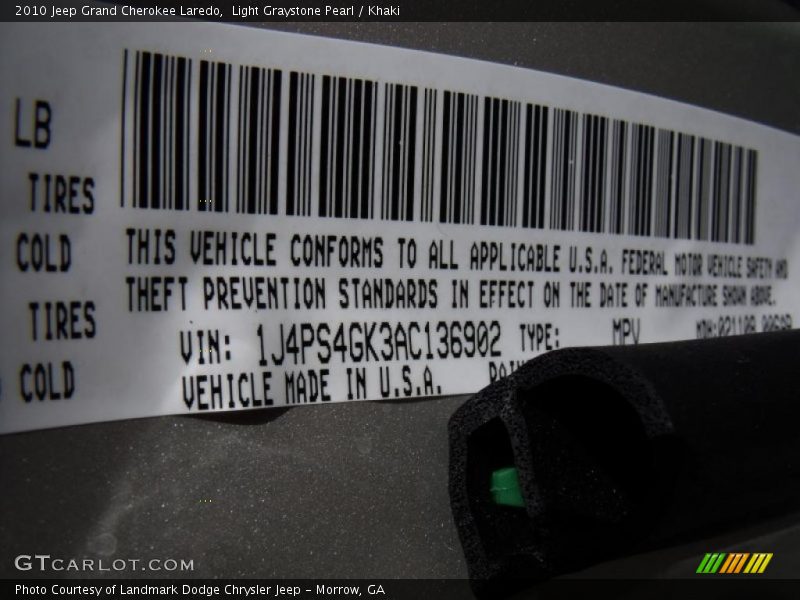 2010 Jeep Grand Cherokee Laredo, Light Graystone Pearl / Khaki
LB
TIRES
COLD
TIRES
COLD
THIS VEHICLE CONFORMS TO ALL APPLICABLE U.S.A. FEDERAL MOTOR VEHICLE SAFETY AND
THEFT PREVENTION STANDARDS IN EFFECT ON THE DATE OF MANUFACTURE SHOWN ABOVE.
VIN: 1J4PS4GK3AC136902 TYPE: MPV MDH:
VEHICLE MADE IN U.S.A.
GTCARLOT.COM
Photo Courtesy of Landmark Dodge Chrysler Jeep - Morrow, GA